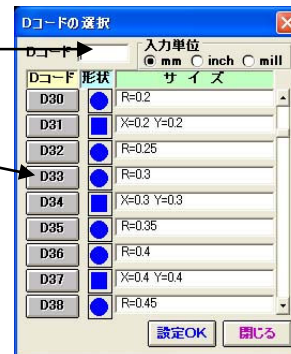 Dコードの選択
Dコード 入力単位
mm inch mill
Dコード 形状 サイズ
D30 R=0.2
D31 X=0.2 Y=0.2
D32 R=0.25
D33 R=0.3
D34 X=0.3 Y=0.3
D35 R=0.35
D36 R=0.4
D37 X=0.4 Y=0.4
D38 R=0.45
設定OK 閉じる